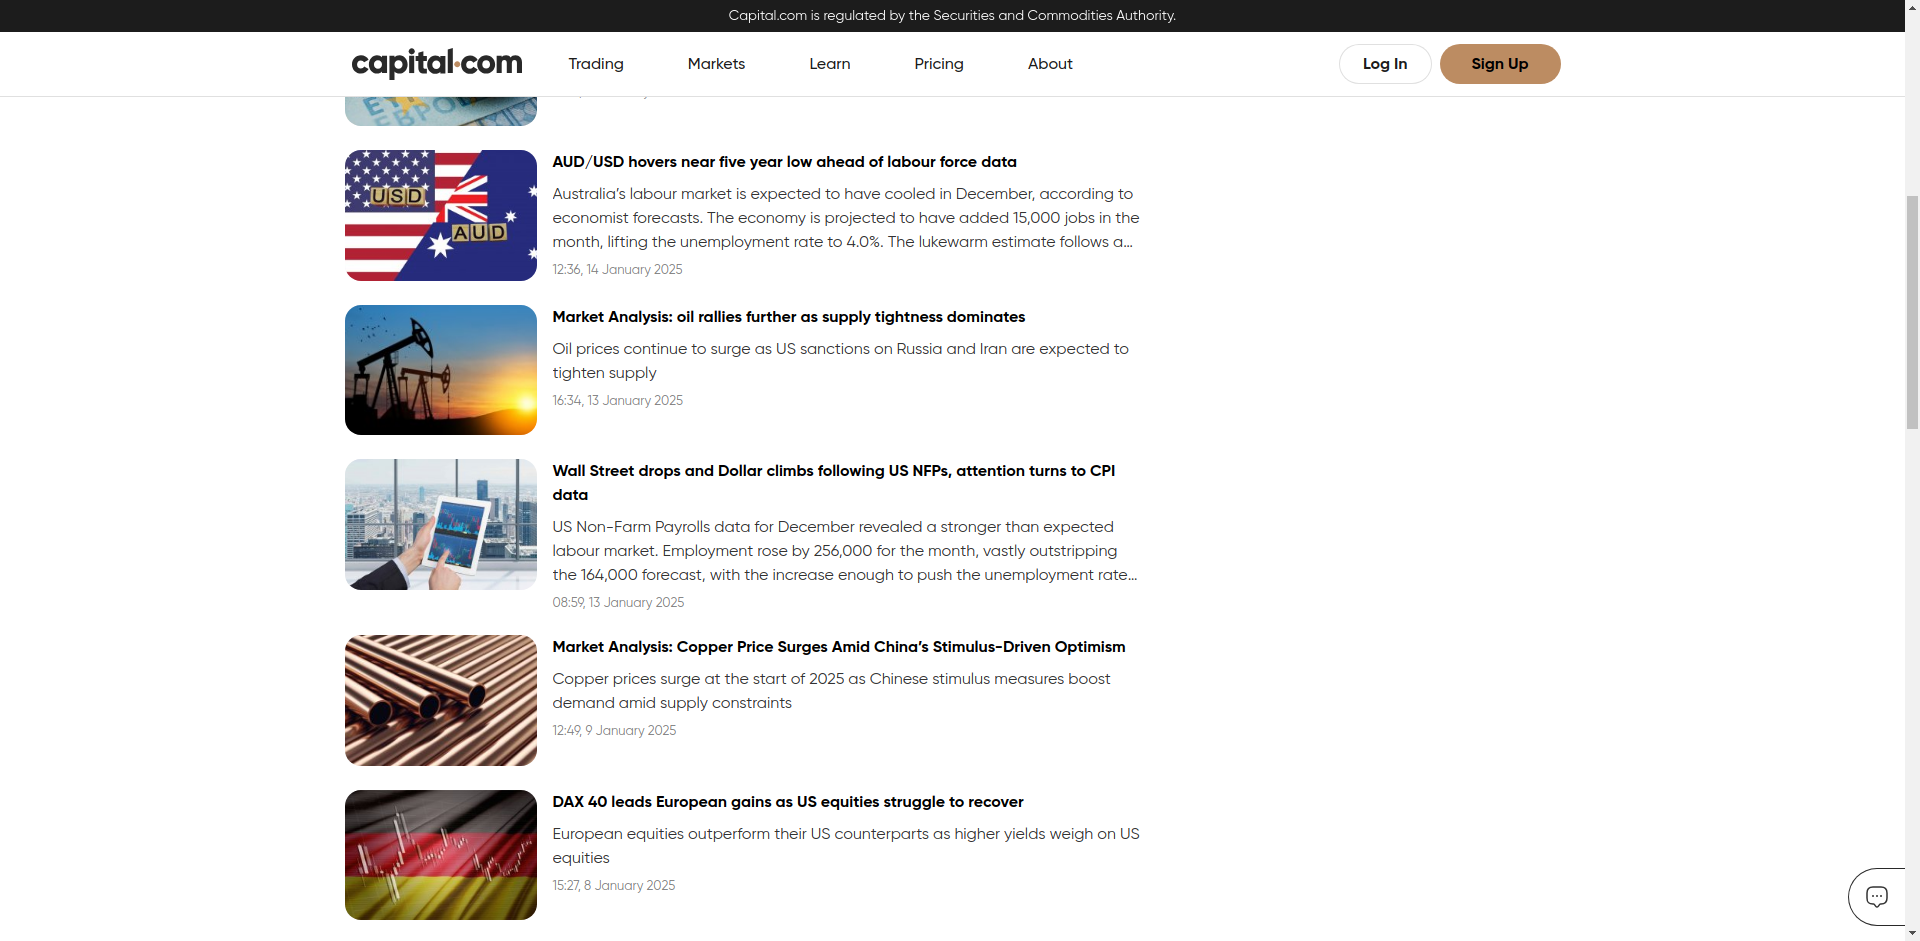 Capital.com is regulated by the Securities and Commodities Authority.
capital.com
Trading
Markets
Learn
Pricing
About
Log In
Sign Up
USD
AUD
AUD/USD hovers near five year low ahead of labour force data
Australia’s labour market is expected to have cooled in December, according to
economist forecasts. The economy is projected to have added 15,000 jobs in the
month, lifting the unemployment rate to 4.0%. The lukewarm estimate follows a...
12:36, 14 January 2025
Market Analysis: oil rallies further as supply tightness dominates
Oil prices continue to surge as US sanctions on Russia and Iran are expected to
tighten supply
16:34, 13 January 2025
Wall Street drops and Dollar climbs following US NFPs, attention turns to CPI
data
US Non-Farm Payrolls data for December revealed a stronger than expected
labour market. Employment rose by 256,000 for the month, vastly outstripping
the 164,000 forecast, with the increase enough to push the unemployment rate...
08:59, 13 January 2025
Market Analysis: Copper Price Surges Amid China’s Stimulus-Driven Optimism
Copper prices surge at the start of 2025 as Chinese stimulus measures boost
demand amid supply constraints
12:49, 9 January 2025
DAX 40 leads European gains as US equities struggle to recover
European equities outperform their US counterparts as higher yields weigh on US
equities
15:27, 8 January 2025